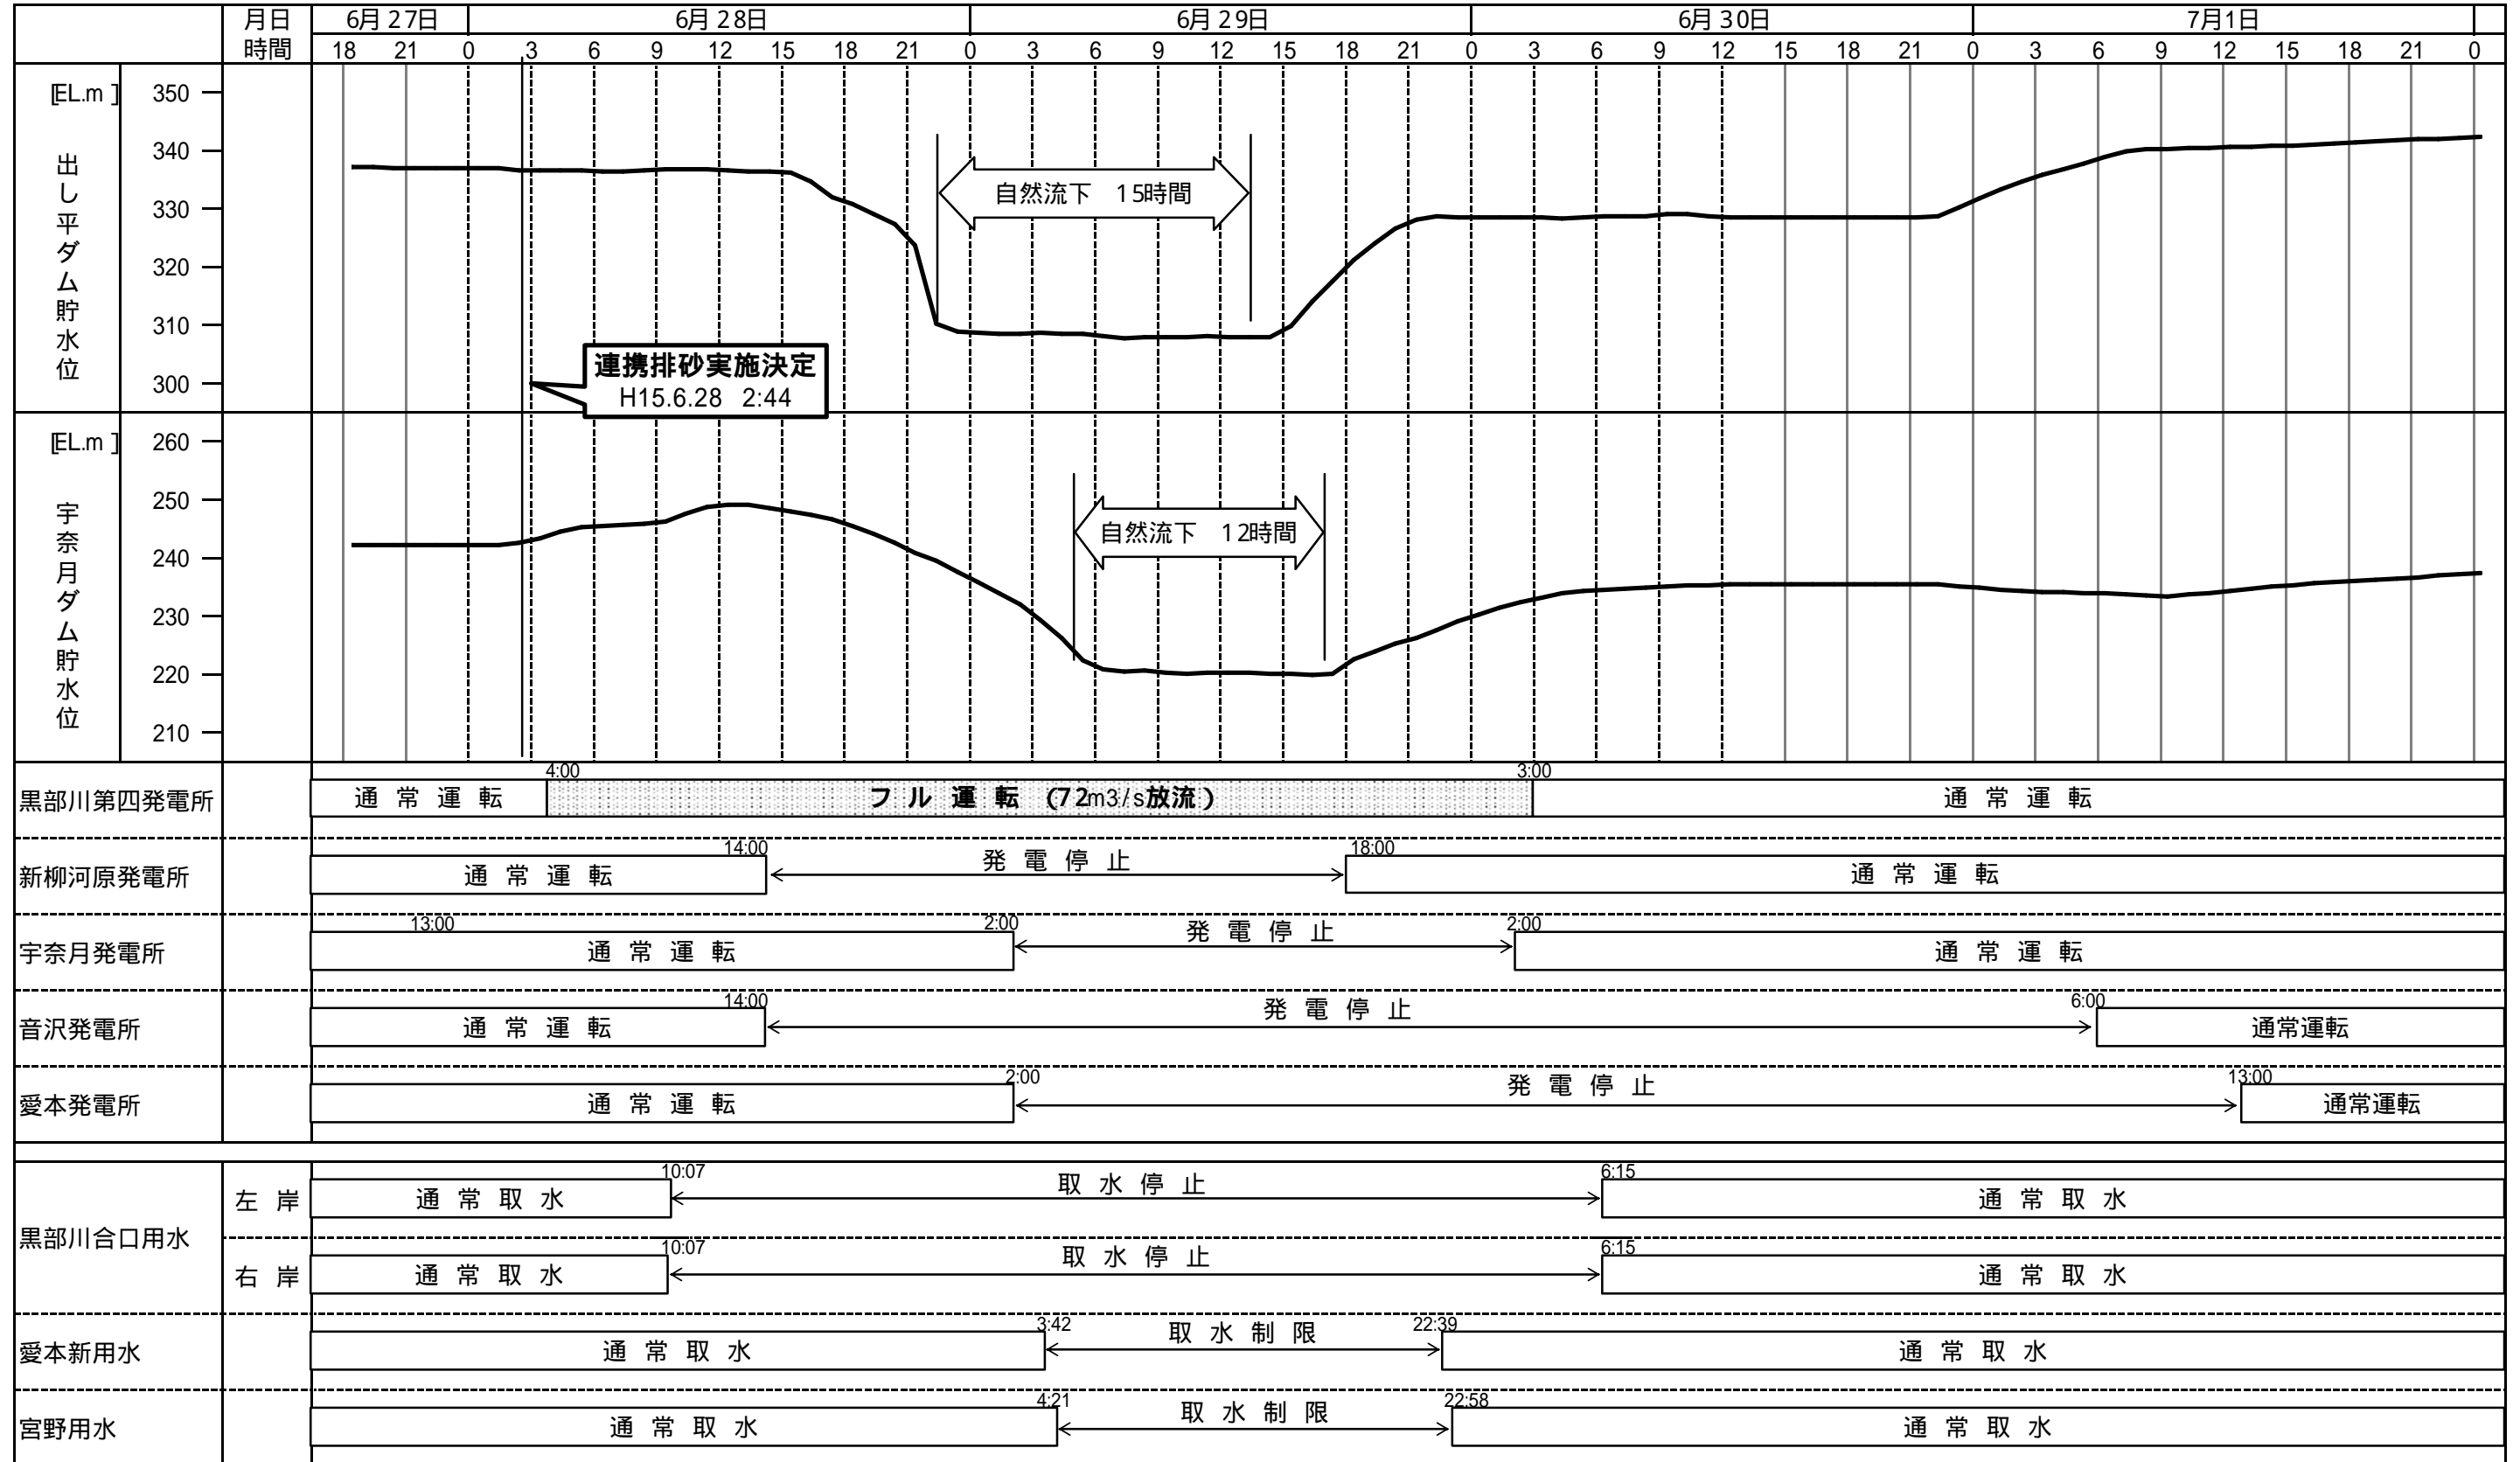 月日 6月27日 6月28日 6月29日 6月30日 7月1日
時間 18 21 0 3 6 9 12 15 18 21 0 3 6 9 12 15 18 21 0 3 6 9 12 15 18 21 0 3 6 9 12 15 18 21 0
[EL.m]
出し平ダム貯水位
350
340
330
320
310
300
自然流下 15時間
連携排砂実施決定
H15.6.28 2:44
[EL.m]
宇奈月ダム貯水位
260
250
240
230
220
210
自然流下 12時間
4:00 3:00
黒部川第四発電所 通常運転 フル運転 (72m3/s放流) 通常運転
14:00 発電停止 18:00
新柳河原発電所 通常運転 通常運転
13:00 2:00 発電停止 2:00
宇奈月発電所 通常運転 通常運転
14:00 発電停止 6:00
音沢発電所 通常運転 通常運転
2:00 発電停止 13:00
愛本発電所 通常運転 通常運転
黒部川合口用水
10:07 取水停止 6:15
左岸 通常取水 通常取水
10:07 取水停止 6:15
右岸 通常取水 通常取水
3:42 取水制限 22:39
愛本新用水 通常取水 通常取水
4:21 取水制限 22:58
宮野用水 通常取水 通常取水